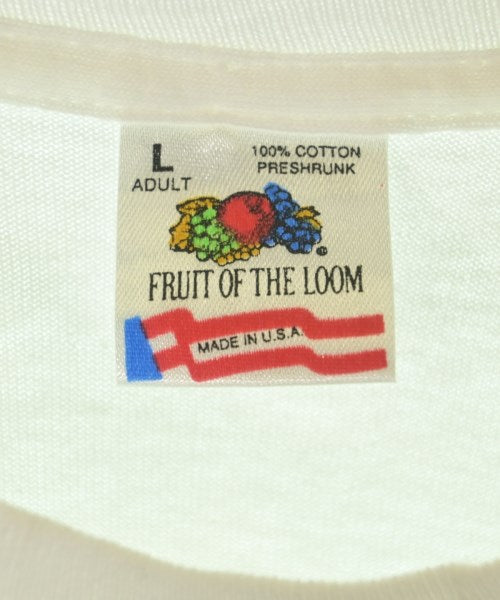 L
ADULT
100% COTTON
PRESHRUNK
®
FRUIT OF THE LOOM
MADE IN U.S.A.